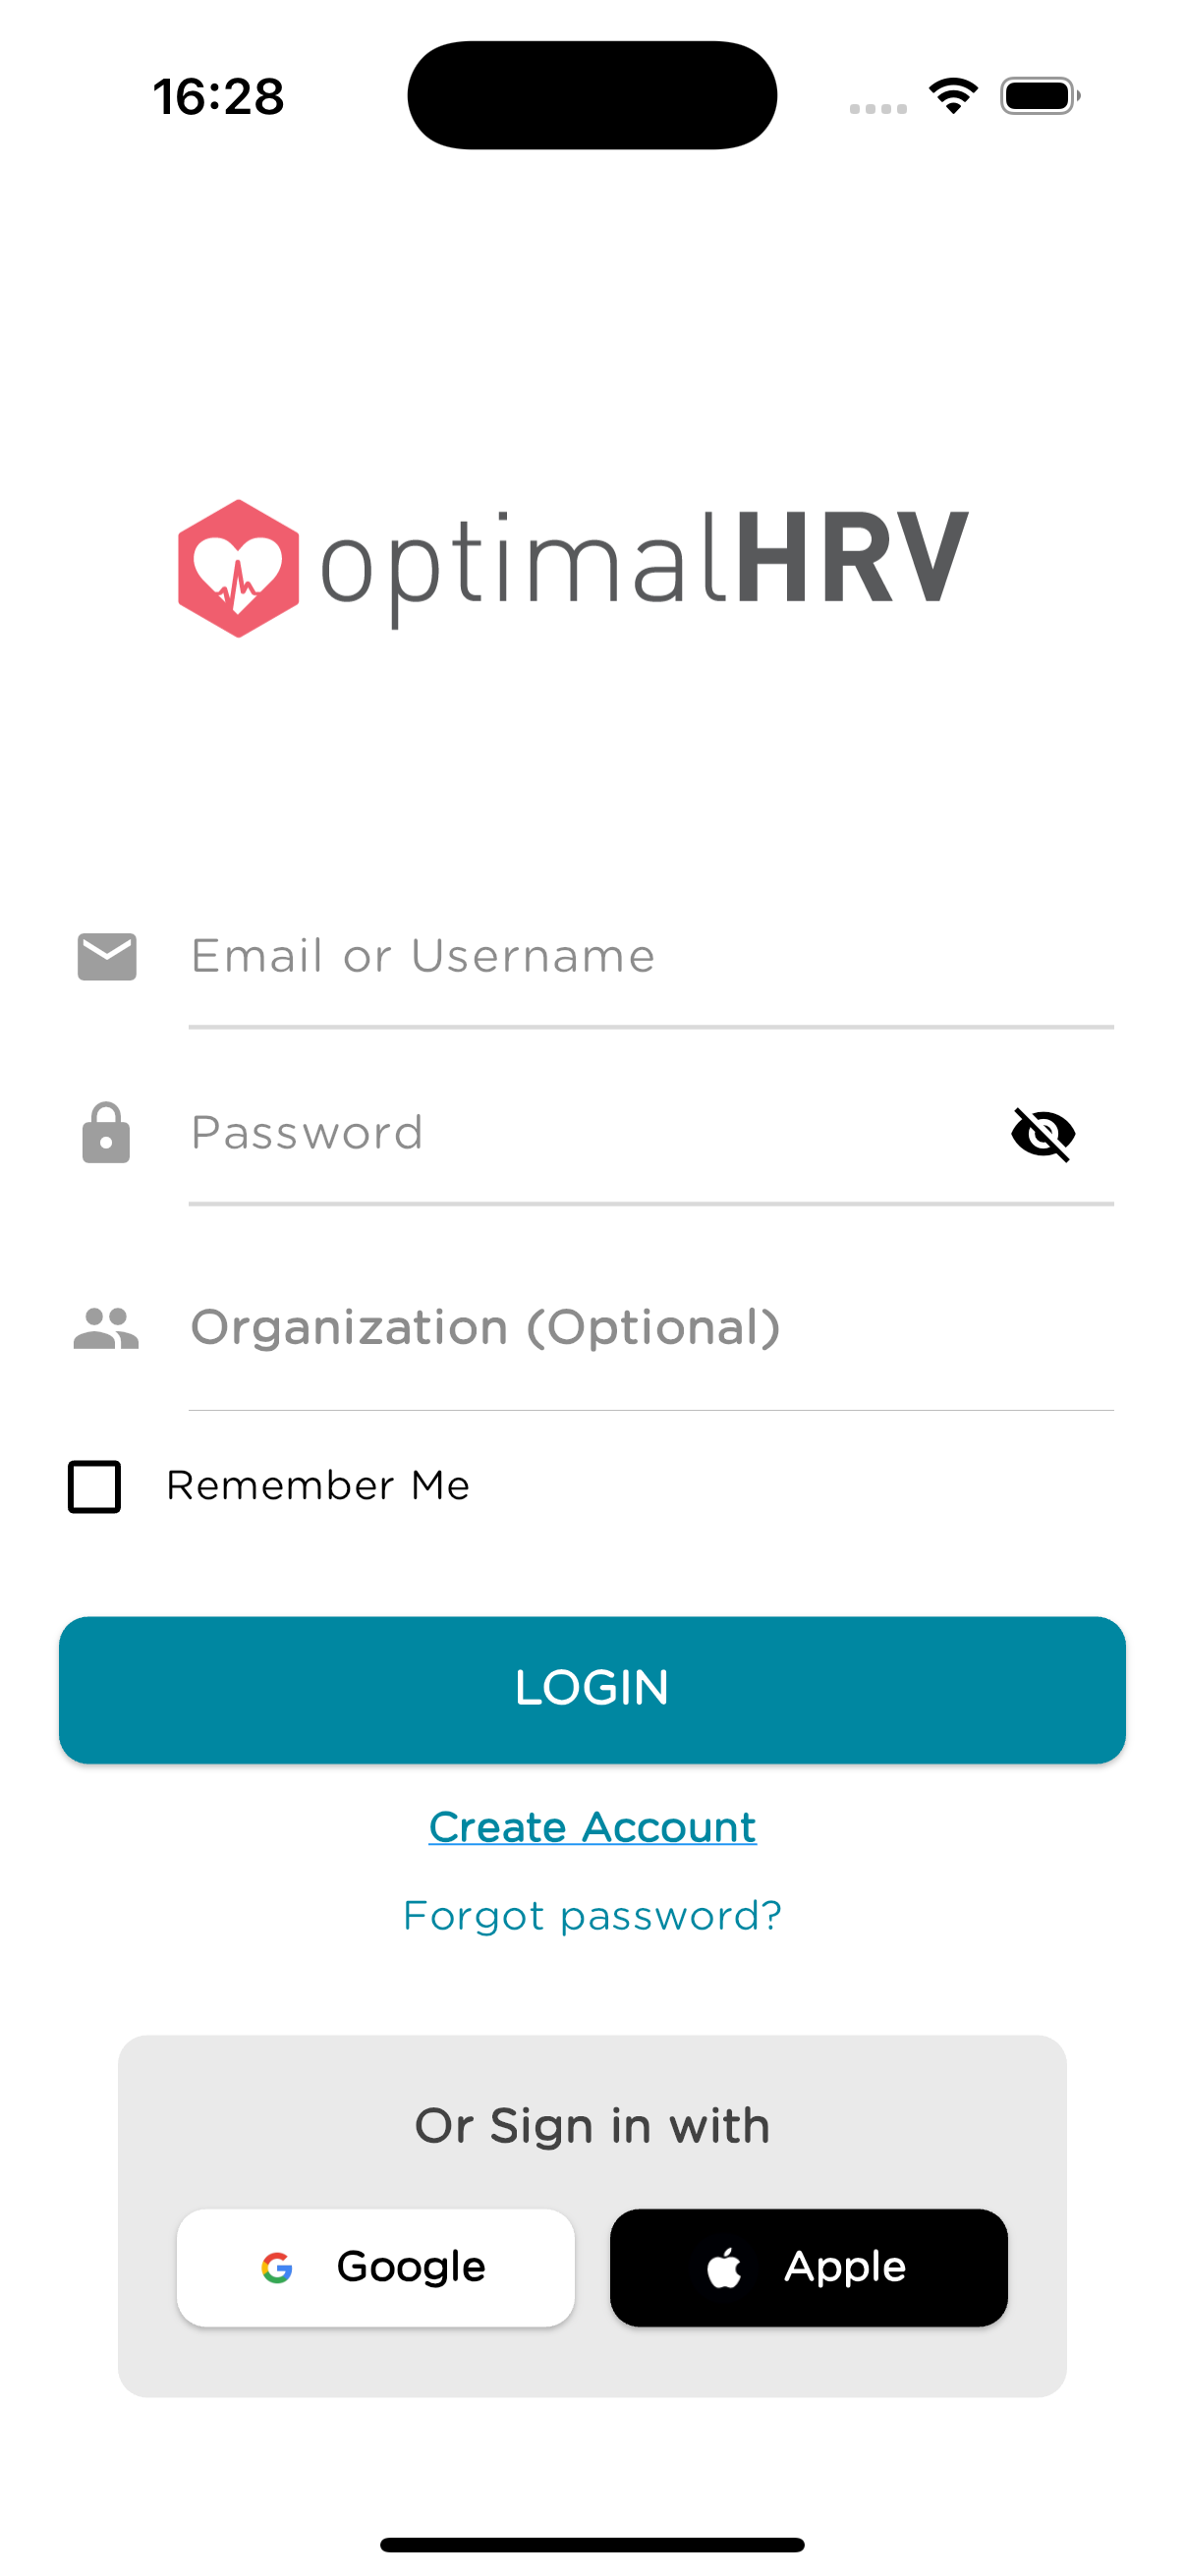 16:28
optimalHRV
Email or Username
Password
Organization (Optional)
Remember Me
LOGIN
Create Account
Forgot password?
Or Sign in with
Google
Apple